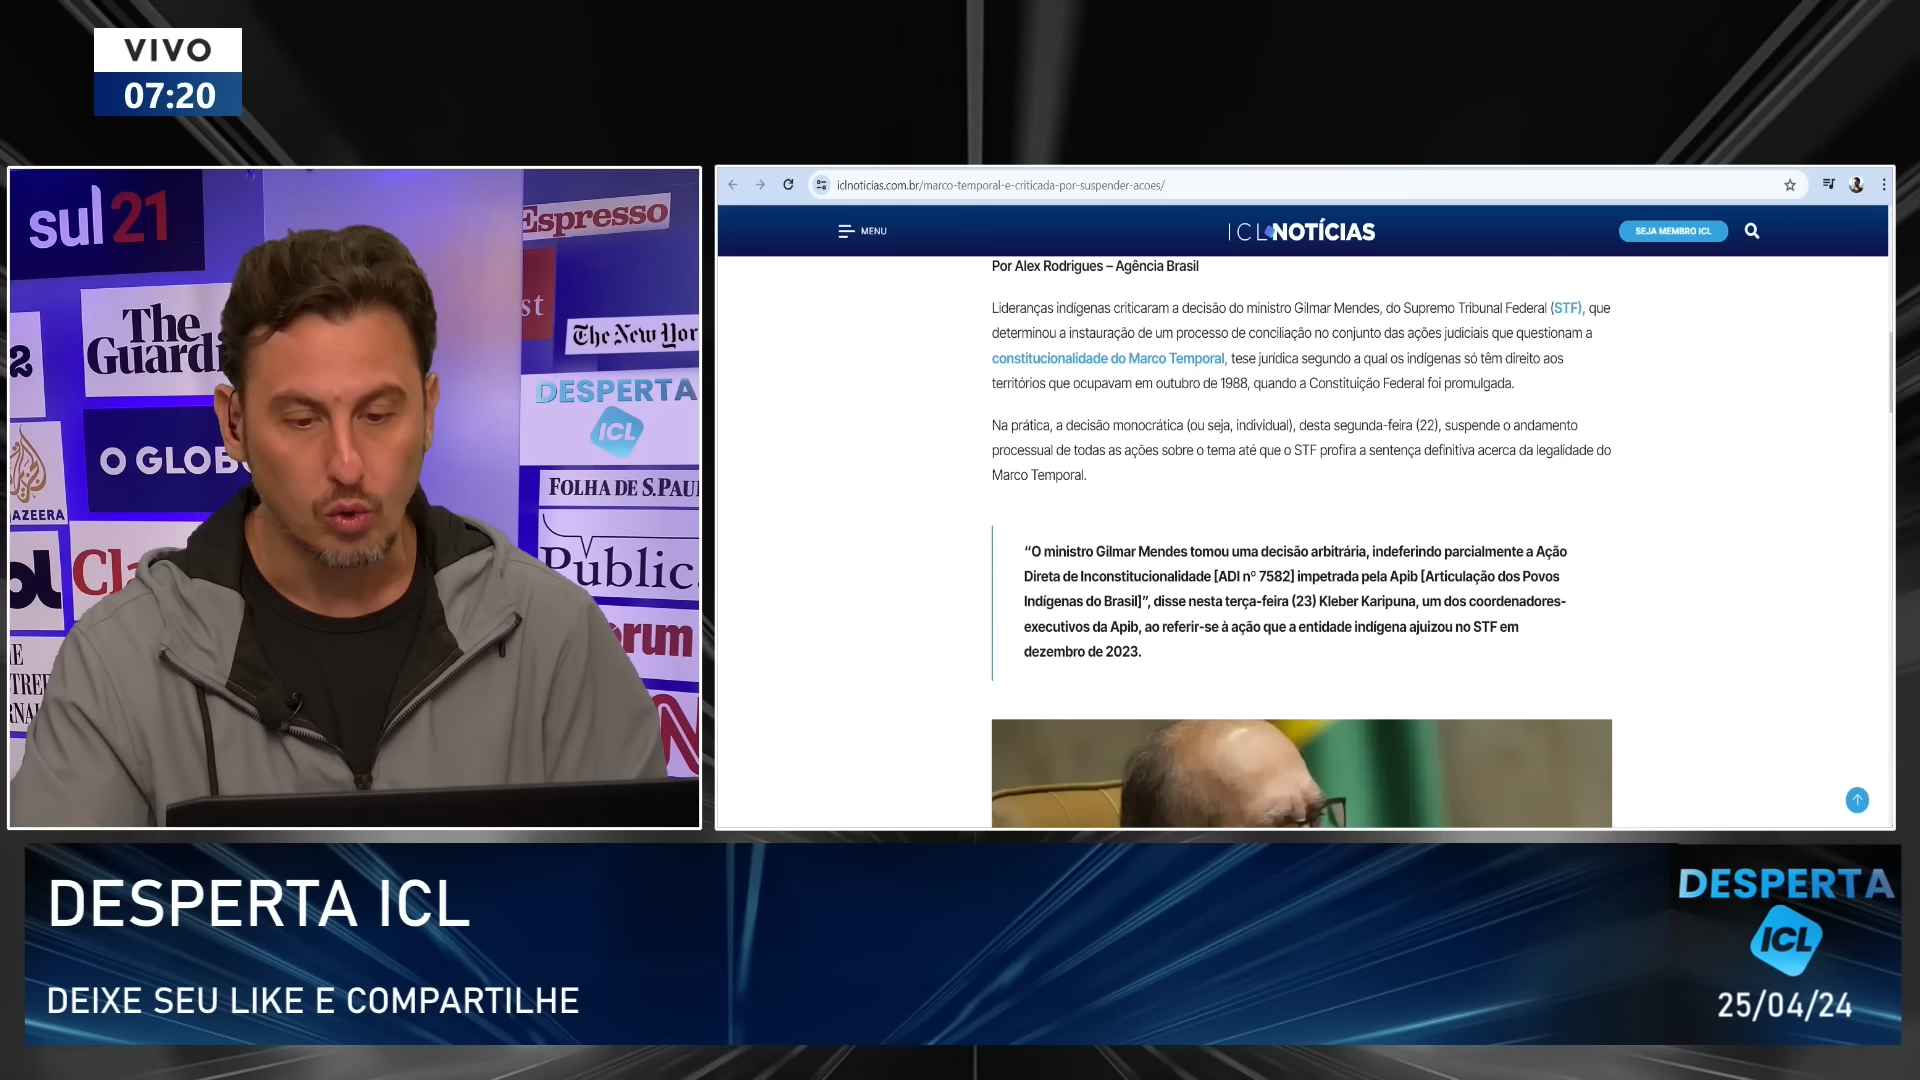 VIVO
07:20
sul21
Espresso
The
Guardi
st
The New Yor
DESPERTA
ICL
O GLOBO
AZEERA
FOLHA DE S.PAUL
Públic
Cla
orum
iclnoticias.com.br/marco-temporal-e-criticada-por-suspender-acoes/
MENU
ICL NOTÍCIAS
SEJA MEMBRO ICL
Por Alex Rodrigues – Agência Brasil
Lideranças indígenas criticaram a decisão do ministro Gilmar Mendes, do Supremo Tribunal Federal (STF), que
determinou a instauração de um processo de conciliação no conjunto das ações judiciais que questionam a
constitucionalidade do Marco Temporal, tese jurídica segundo a qual os indígenas só têm direito aos
territórios que ocupavam em outubro de 1988, quando a Constituição Federal foi promulgada.
Na prática, a decisão monocrática (ou seja, individual), desta segunda-feira (22), suspende o andamento
processual de todas as ações sobre o tema até que o STF profira a sentença definitiva acerca da legalidade do
Marco Temporal.
“O ministro Gilmar Mendes tomou uma decisão arbitrária, indeferindo parcialmente a Ação
Direta de Inconstitucionalidade [ADI nº 7582] impetrada pela Apib [Articulação dos Povos
Indígenas do Brasil]”, disse nesta terça-feira (23) Kleber Karipuna, um dos coordenadores-
executivos da Apib, ao referir-se à ação que a entidade indígena ajuizou no STF em
dezembro de 2023.
DESPERTA ICL
DEIXE SEU LIKE E COMPARTILHE
DESPERTA
ICL
25/04/24